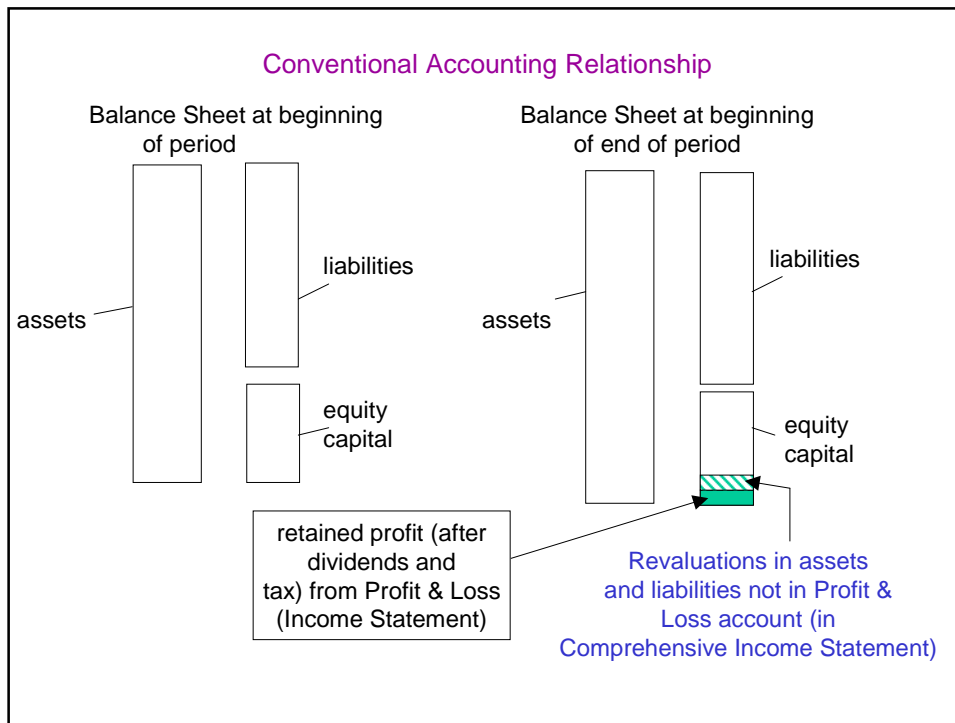 Conventional Accounting Relationship
Balance Sheet at beginning
of period
assets
liabilities
equity
capital
Balance Sheet at beginning
of end of period
assets
liabilities
equity
capital
retained profit (after
dividends and
tax) from Profit & Loss
(Income Statement)
Revaluations in assets
and liabilities not in Profit &
Loss account (in
Comprehensive Income Statement)